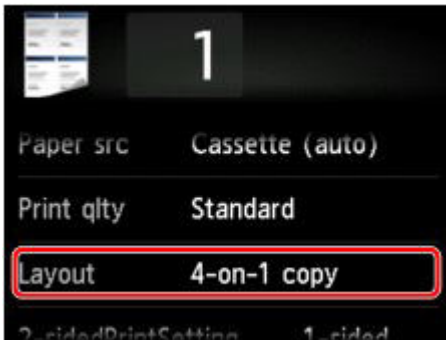 1
Paper src Cassette (auto)
Print qlty Standard
Layout 4-on-1 copy
2-sidedPrintSetting 1-sided